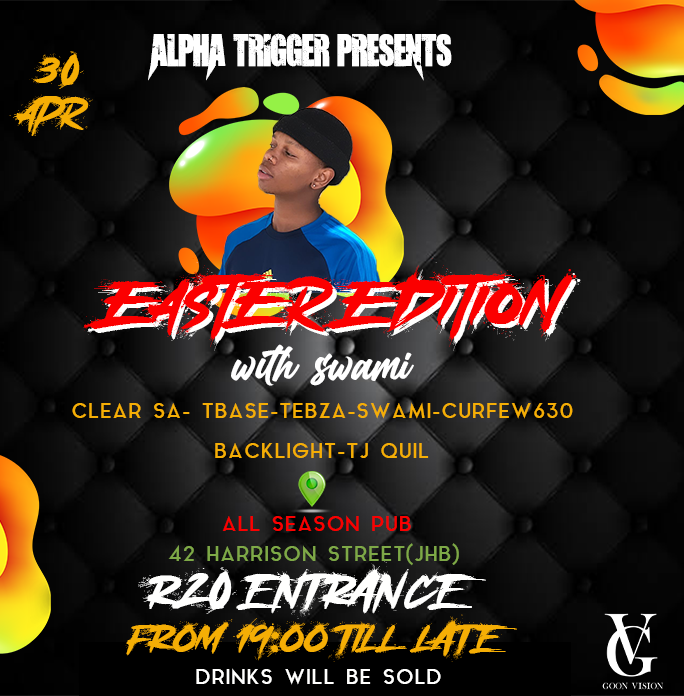 ALPHA TRIGGER PRESENTS
30
APR
EASTER EDITION
with swami
CLEAR SA- TBASE-TEBZA-SWAMI-CURFEW630
BACKLIGHT-TJ QUIL
ALL SEASON PUB
42 HARRISON STREET(JHB)
R20 ENTRANCE
FROM 19:00 TILL LATE
DRINKS WILL BE SOLD
VG
GOON VISION